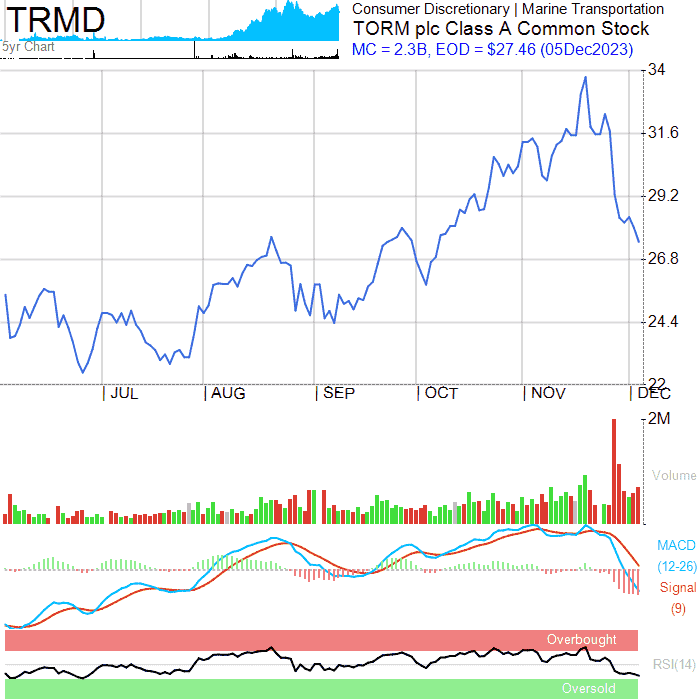 TRMD
5yr Chart
Consumer Discretionary | Marine Transportation
TORM plc Class A Common Stock
MC = 2.3B, EOD = $27.46 (05Dec2023)
34
31.6
29.2
26.8
24.4
22
JUL AUG SEP OCT NOV DEC
2M
Volume
MACD
(12-26)
Signal
(9)
Overbought
RSI(14)
Oversold